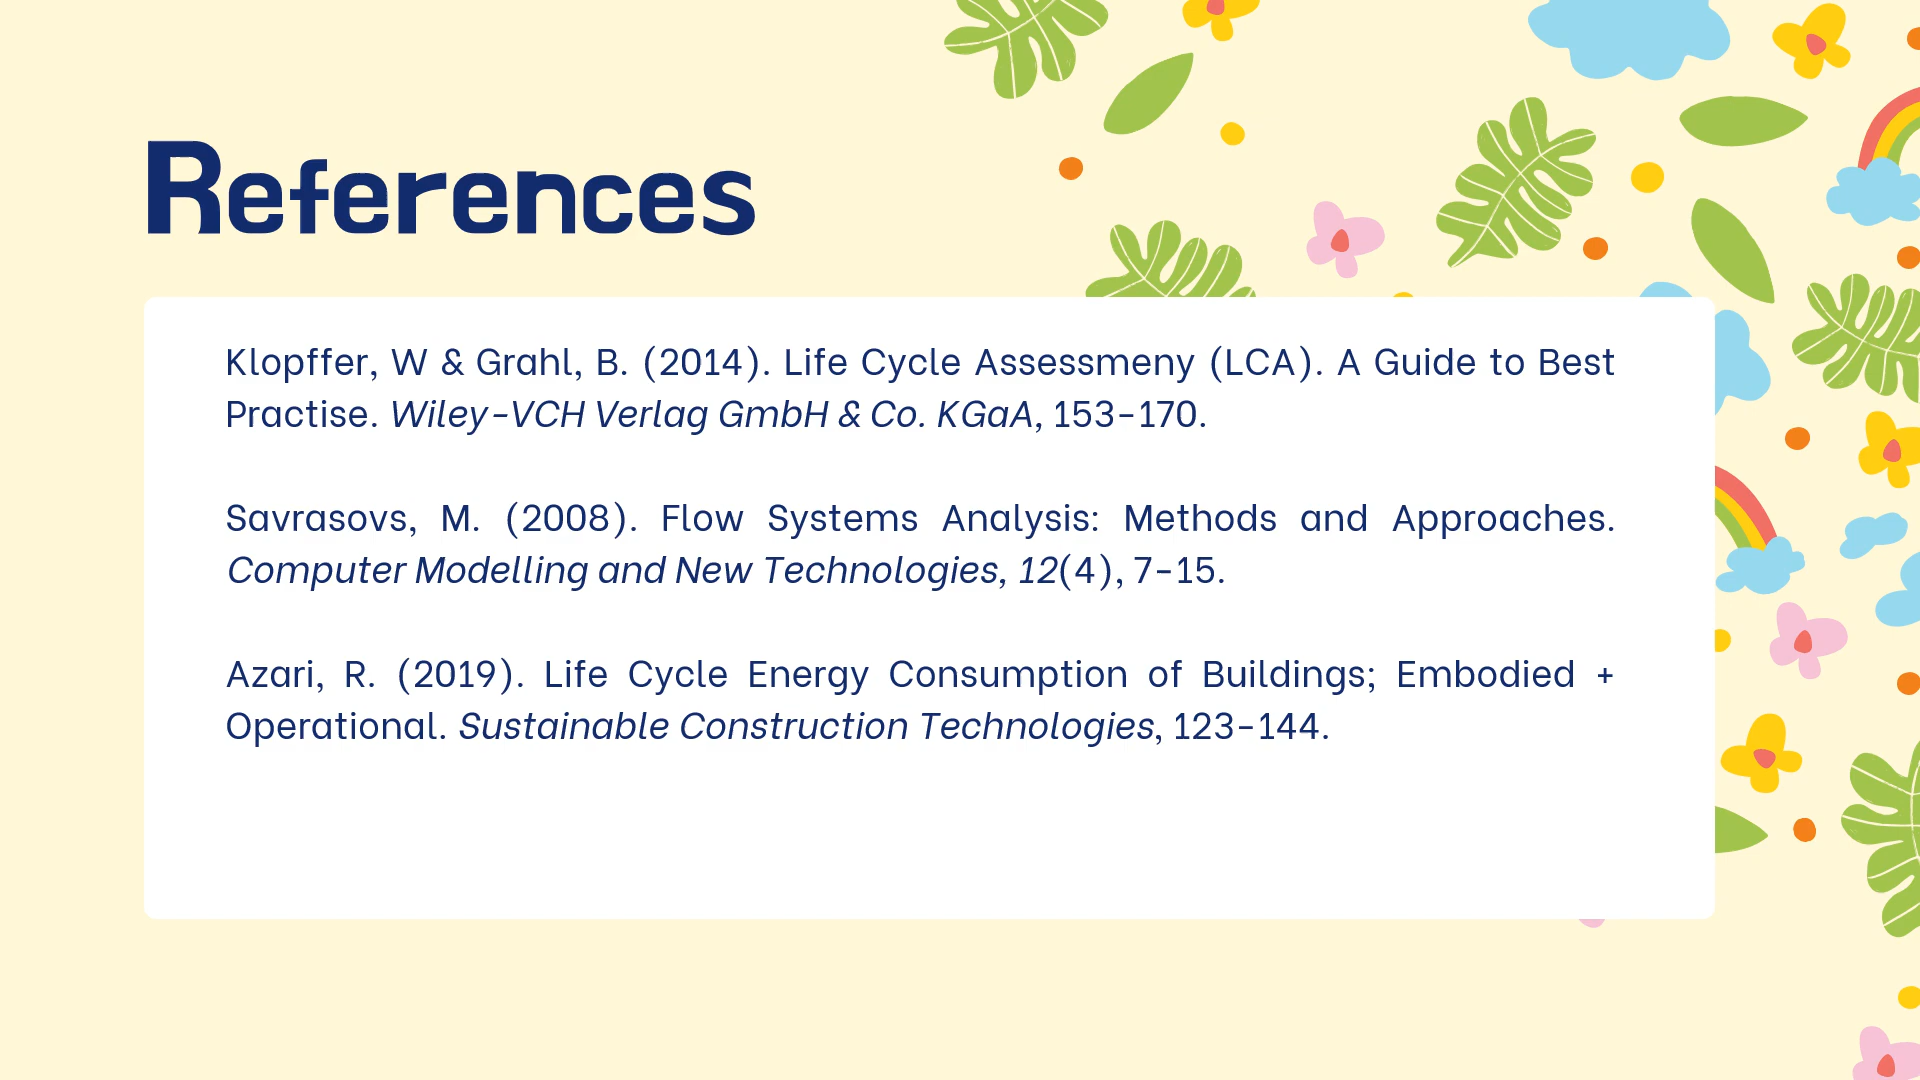 References
Klopffer, W & Grahl, B. (2014). Life Cycle Assessmeny (LCA). A Guide to Best
Practise. Wiley-VCH Verlag GmbH & Co. KGaA, 153-170.
Savrasovs, M. (2008). Flow Systems Analysis: Methods and Approaches.
Computer Modelling and New Technologies, 12(4), 7-15.
Azari, R. (2019). Life Cycle Energy Consumption of Buildings; Embodied +
Operational. Sustainable Construction Technologies, 123-144.